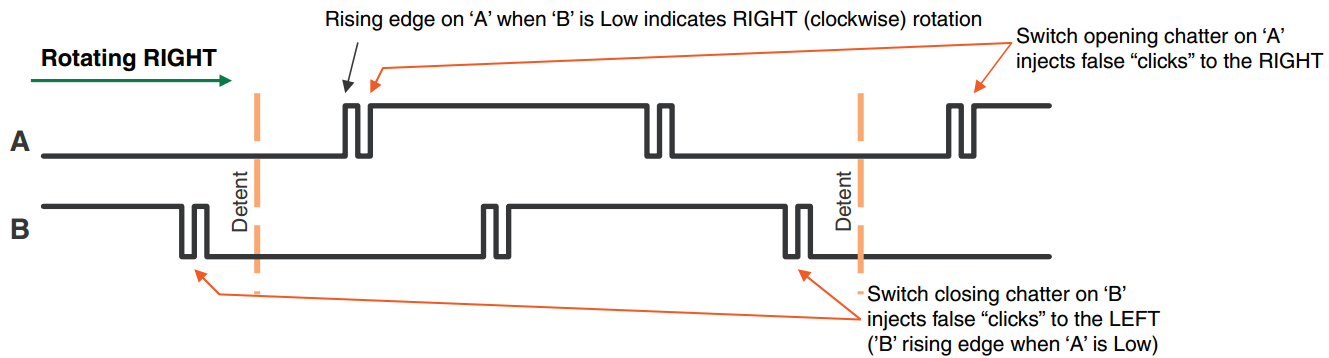 Rising edge on ‘A’ when ‘B’ is Low indicates RIGHT (clockwise) rotation
Switch opening chatter on ‘A’
injects false “clicks” to the RIGHT
Rotating RIGHT
A
Detent
Detent
B
Switch closing chatter on ‘B’
injects false “clicks” to the LEFT
(’B’ rising edge when ‘A’ is Low)